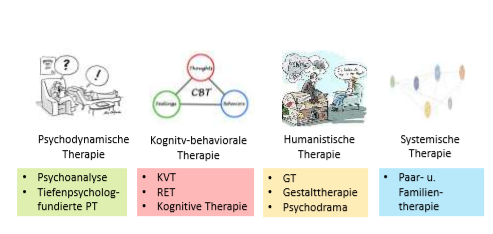 ?
!
Thoughts
CBT
Feelings
Behaviors
Psychodynamische
Therapie
Kognitv-behaviorale
Therapie
Humanistische
Therapie
Systemische
Therapie
• Psychoanalyse
• Tiefenpsycholog-
fundierte PT
• KVT
• RET
• Kognitive Therapie
• GT
• Gestalttherapie
• Psychodrama
• Paar- u.
Familien-
therapie